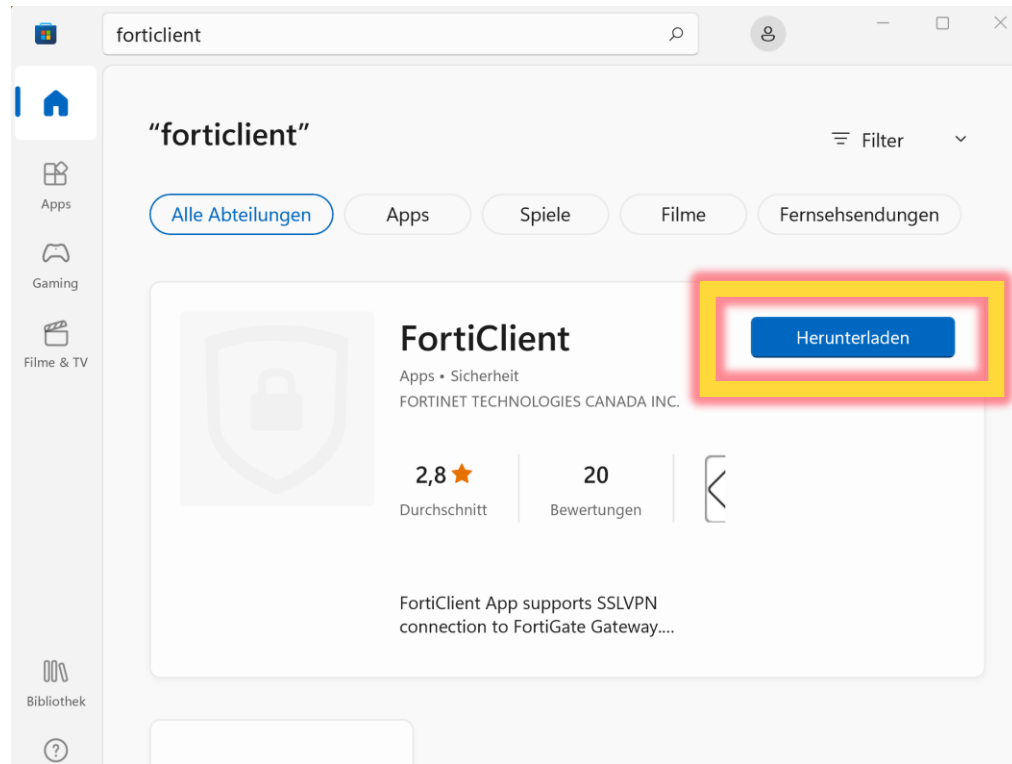 forticlient
“forticlient”
Filter
Alle Abteilungen
Apps
Spiele
Filme
Fernsehsendungen
Apps
Gaming
Filme & TV
FortiClient
Herunterladen
Apps • Sicherheit
FORTINET TECHNOLOGIES CANADA INC.
2,8
20
Durchschnitt
Bewertungen
FortiClient App supports SSLVPN
connection to FortiGate Gateway....
Bibliothek